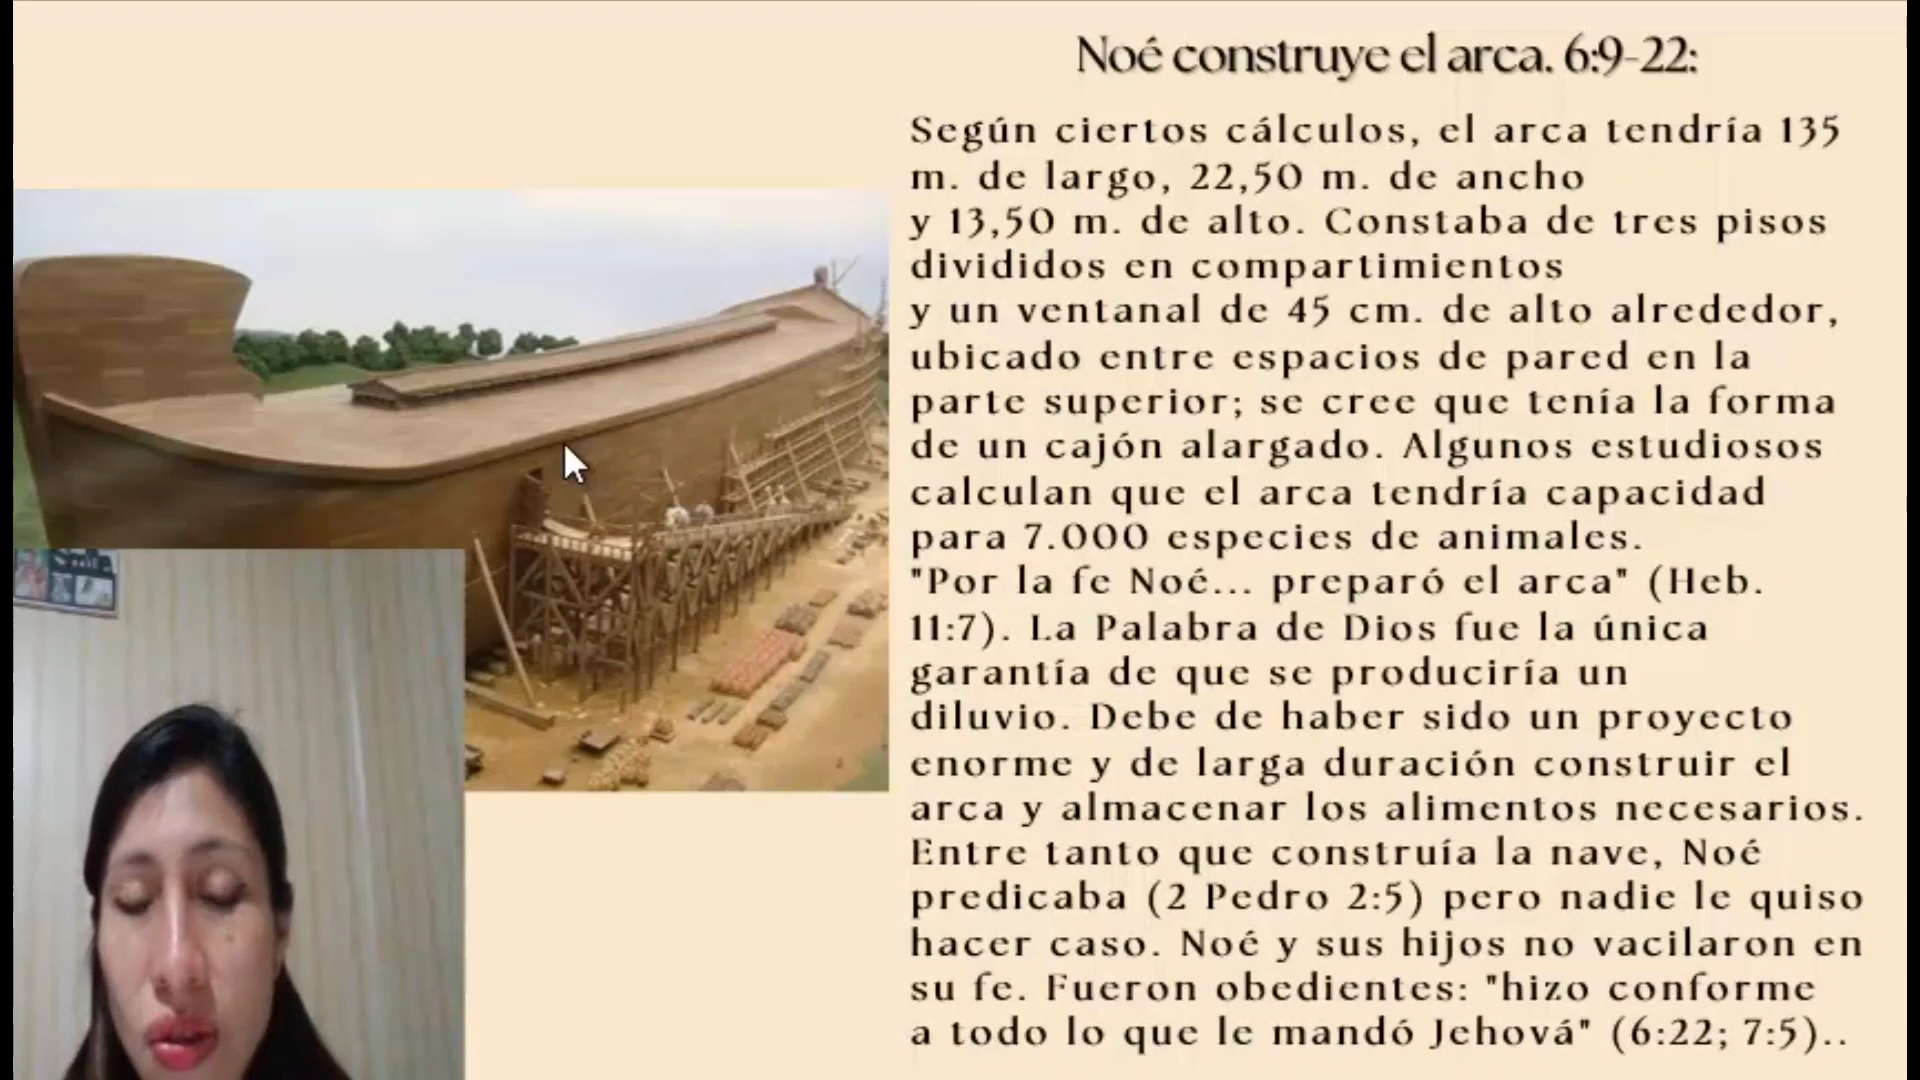 Noé construye el arca. 6:9-22:
Según ciertos cálculos, el arca tendría 135
m. de largo, 22,50 m. de ancho
y 13,50 m. de alto. Constaba de tres pisos
divididos en compartimientos
y un ventanal de 45 cm. de alto alrededor,
ubicado entre espacios de pared en la
parte superior; se cree que tenía la forma
de un cajón alargado. Algunos estudiosos
calculan que el arca tendría capacidad
para 7.000 especies de animales.
"Por la fe Noé... preparó el arca" (Heb.
11:7). La Palabra de Dios fue la única
garantía de que se produciría un
diluvio. Debe de haber sido un proyecto
enorme y de larga duración construir el
arca y almacenar los alimentos necesarios.
Entre tanto que construía la nave, Noé
predicaba (2 Pedro 2:5) pero nadie le quiso
hacer caso. Noé y sus hijos no vacilaron en
su fe. Fueron obedientes: "hizo conforme
a todo lo que le mandó Jehová" (6:22; 7:5)..